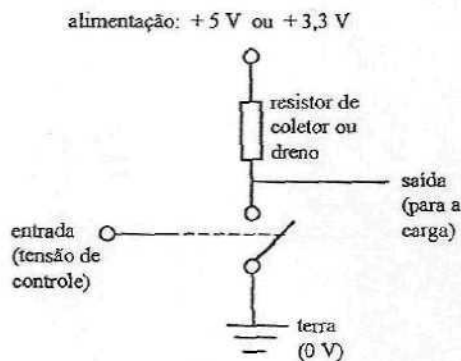 alimentação: + 5 V ou + 3,3 V
resistor de
coletor ou
dreno
saída
(para a
carga)
entrada
(tensão de
controle)
terra
(0 V)